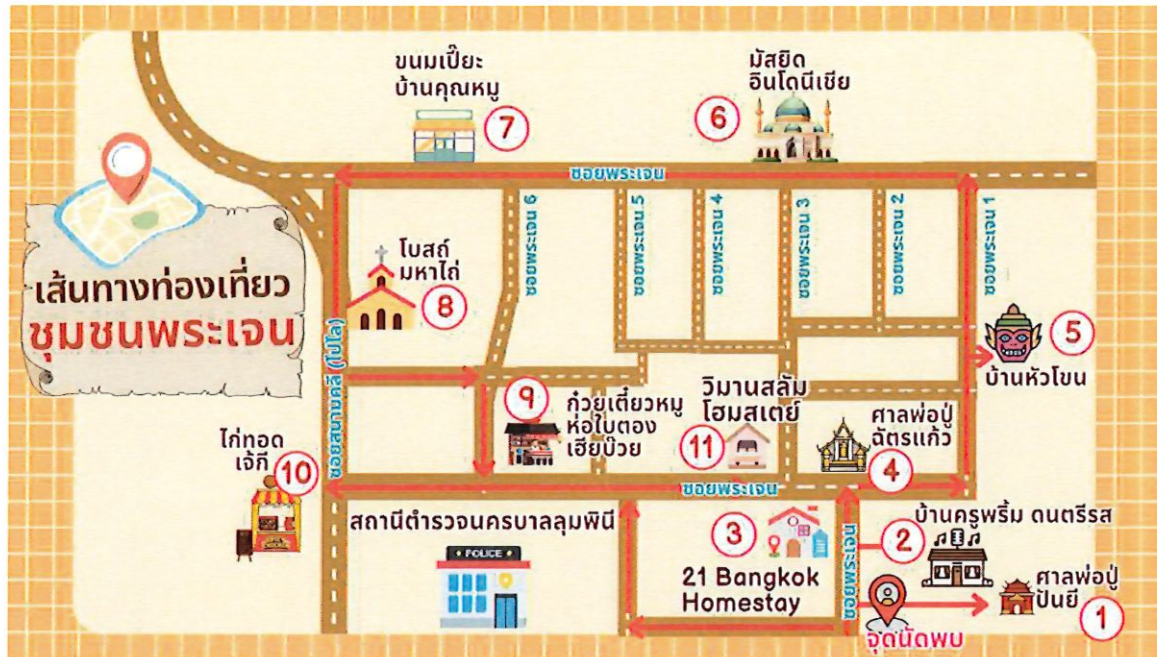 เส้นทางท่องเที่ยว
ชุมชนพระเจน
ขนมเปี๊ยะ
บ้านคุณหมู
7
มัสยิด
อินโดนีเซีย
6
ซอยพระเจน
ซอยพระเจน 6
ซอยพระเจน 5
ซอยพระเจน 4
ซอยพระเจน 3
ซอยพระเจน 2
ซอยพระเจน 1
โบสถ์
มหาไถ่
8
5
บ้านหัวโขน
ซอยสนามคลี (โปโล)
9
ก๋วยเตี๋ยวหมู
ห่อใบตอง
เฮียบ๊วย
วิมานสลัม
โฮมสเตย์
11
ศาลพ่อปู่
ฉัตรแก้ว
4
ไก่ทอด
เจ้กี
10
ซอยพระเจน
สถานีตำรวจนครบาลลุมพินี
POLICE
3
21 Bangkok
Homestay
ซอยพระเจน
บ้านครูพริ้ม ดนตรีรส
2
ศาลพ่อปู่
ปันยี
1
จุดนัดพบ